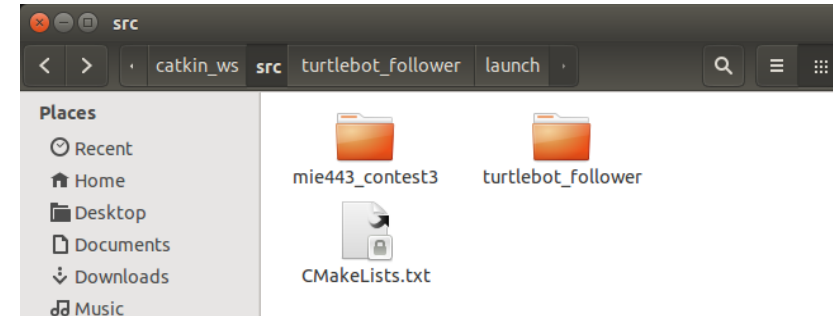 src
catkin_ws src turtlebot_follower launch
Places
Recent
Home
Desktop
Documents
Downloads
Music
mie443_contest3 turtlebot_follower
CMakeLists.txt